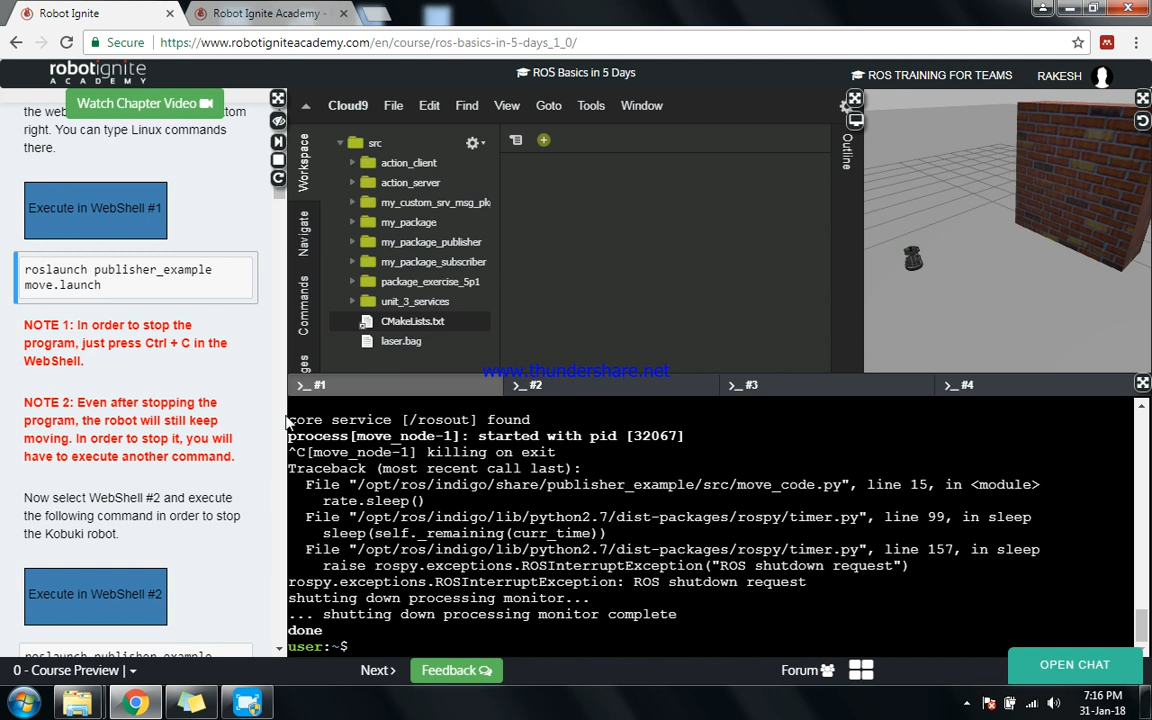 Robot Ignite
Robot Ignite Academy -
Secure
https://www.robotigniteacademy.com/en/course/ros-basics-in-5-days_1_0/
robotignite
ACADEMY
ROS Basics in 5 Days
ROS TRAINING FOR TEAMS
RAKESH
Watch Chapter Video
right. You can type Linux commands
there.
Execute in WebShell #1
roslaunch publisher_example
move.launch
NOTE 1: In order to stop the
program, just press Ctrl + C in the
WebShell.
NOTE 2: Even after stopping the
program, the robot will still keep
moving. In order to stop it, you will
have to execute another command.
Now select WebShell #2 and execute
the following command in order to stop
the Kobuki robot.
Execute in WebShell #2
roslaunch publisher_example
Cloud9 File Edit Find View Goto Tools Window
Workspace
Navigate
Commands
Outline
src
action_client
action_server
my_custom_srv_msg_pk
my_package
my_package_publisher
my_package_subscriber
package_exercise_5p1
unit_3_services
CMakeLists.txt
laser.bag
www.thundershare.net
>_ #1
>_ #2
>_ #3
>_ #4
core service [/rosout] found
process[move_node-1]: started with pid [32067]
^C[move_node-1] killing on exit
Traceback (most recent call last):
File "/opt/ros/indigo/share/publisher_example/src/move_code.py", line 15, in <module>
rate.sleep()
File "/opt/ros/indigo/lib/python2.7/dist-packages/rospy/timer.py", line 99, in sleep
sleep(self._remaining(curr_time))
File "/opt/ros/indigo/lib/python2.7/dist-packages/rospy/timer.py", line 157, in sleep
raise rospy.exceptions.ROSInterruptException("ROS shutdown request")
rospy.exceptions.ROSInterruptException: ROS shutdown request
shutting down processing monitor...
... shutting down processing monitor complete
done
user:~$
0 - Course Preview |
Next>
Feedback
Forum
OPEN CHAT
7:16 PM
31-Jan-18